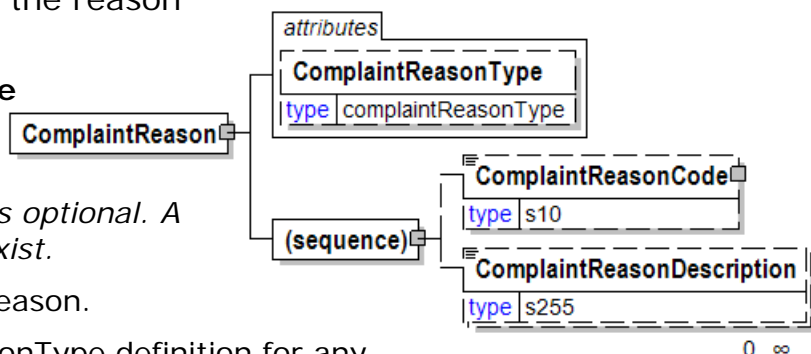 the reason
e
s optional. A
xist.
eason.
onType definition for any
attributes
ComplaintReasonType
type complaintReasonType
ComplaintReason
ComplaintReasonCode
type s10
(sequence)
ComplaintReasonDescription
type s255
0 ∞